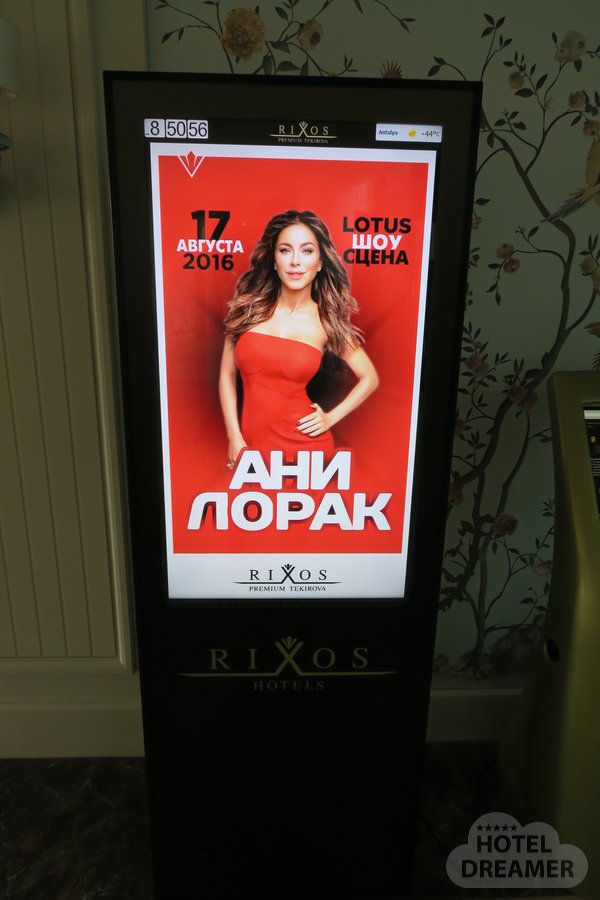 8 50 56
RIXOS
PREMIUM TEKIROVA
Antalya +44°C
17
АВГУСТА
2016
LOTUS
ШОУ
СЦЕНА
АНИ
ЛОРАК
RIXOS
PREMIUM TEKIROVA
RIXOS
HOTELS
HOTEL
DREAMER